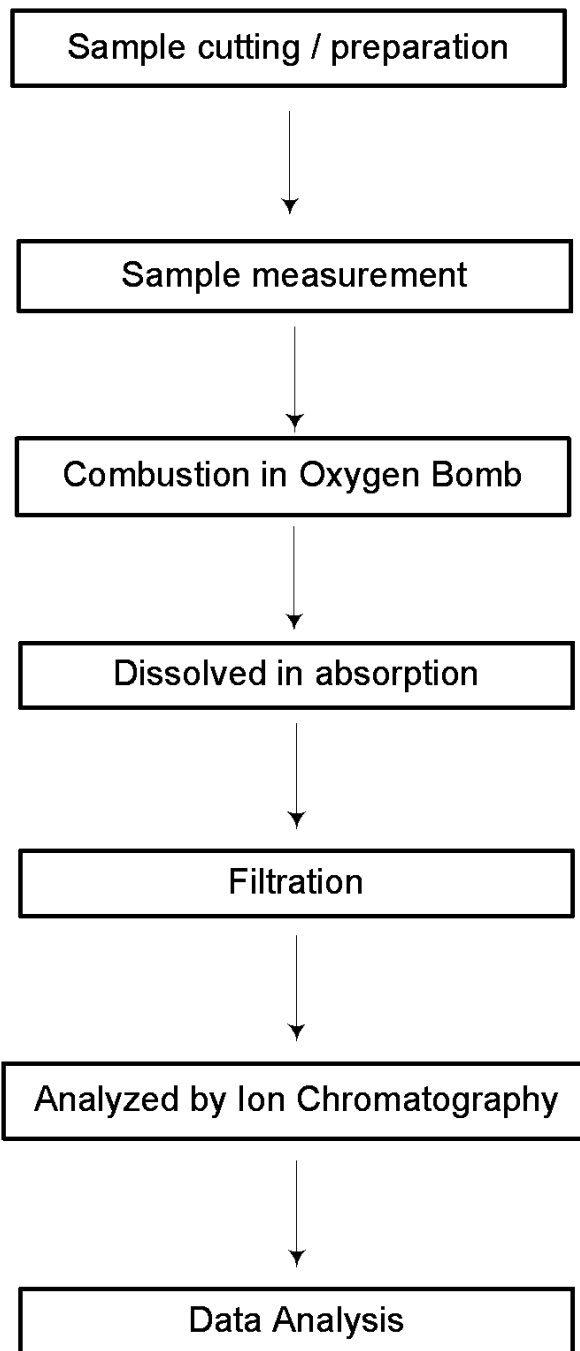 Sample cutting / preparation
Sample measurement
Combustion in Oxygen Bomb
Dissolved in absorption
Filtration
Analyzed by Ion Chromatography
Data Analysis